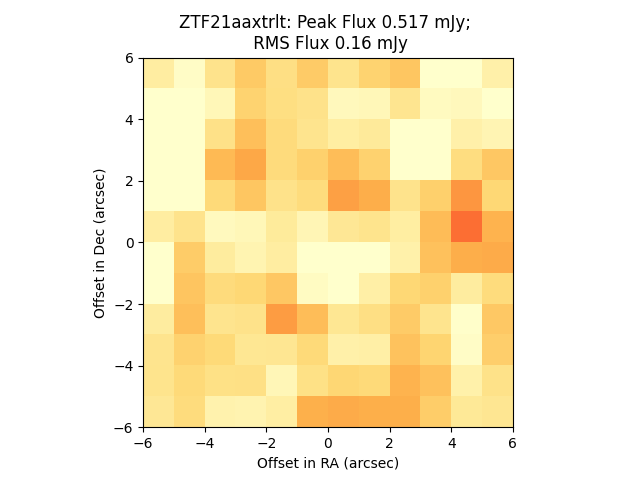 ZTF21aaxtrlt: Peak Flux 0.517 mJy;
RMS Flux 0.16 mJy
6
4
2
0
−2
−4
−6
Offset in Dec (arcsec)
−6 −4 −2 0 2 4 6
Offset in RA (arcsec)